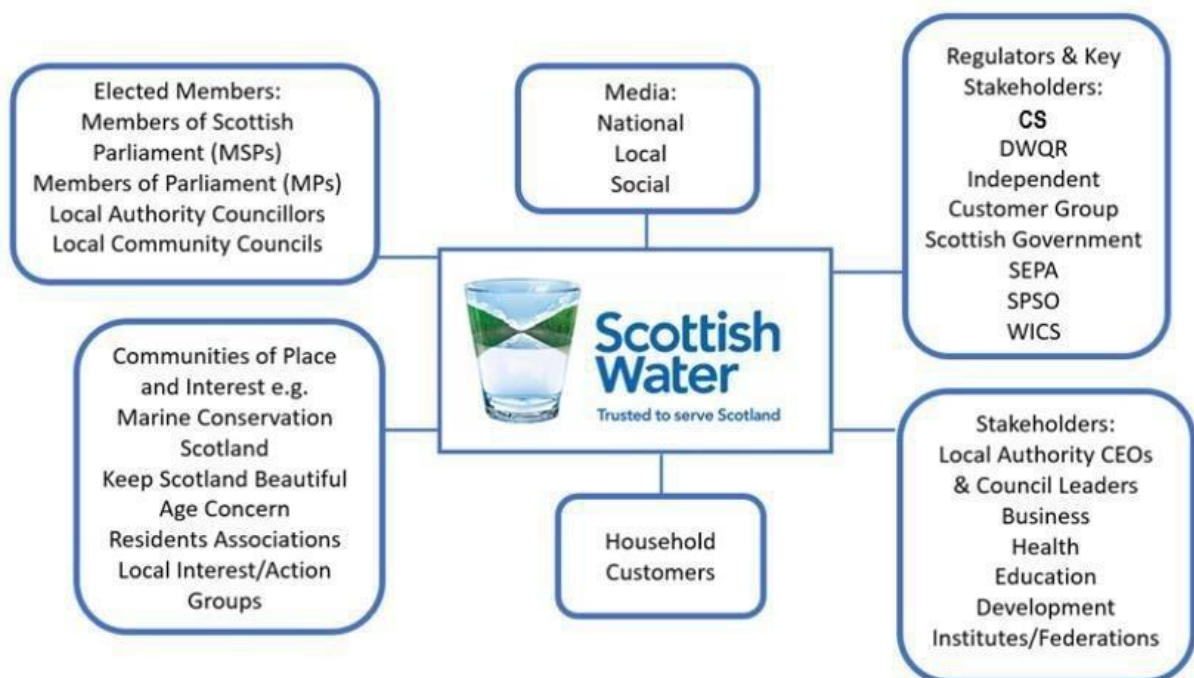 Elected Members:
Members of Scottish
Parliament (MSPs)
Members of Parliament (MPs)
Local Authority Councillors
Local Community Councils
Media:
National
Local
Social
Regulators & Key
Stakeholders:
CS
DWQR
Independent
Customer Group
Scottish Government
SEPA
SPSO
WICS
Scottish
Water
Trusted to serve Scotland
Communities of Place
and Interest e.g.
Marine Conservation
Scotland
Keep Scotland Beautiful
Age Concern
Residents Associations
Local Interest/Action
Groups
Household
Customers
Stakeholders:
Local Authority CEOs
& Council Leaders
Business
Health
Education
Development
Institutes/Federations